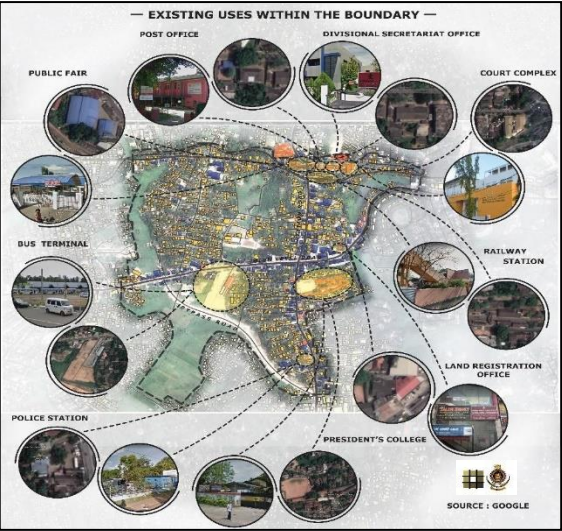 — EXISTING USES WITHIN THE BOUNDARY —
POST OFFICE
DIVISIONAL SECRETARIAT OFFICE
PUBLIC FAIR
COURT COMPLEX
BUS TERMINAL
RAILWAY
STATION
LAND REGISTRATION
OFFICE
POLICE STATION
PRESIDENT'S COLLEGE
SOURCE : GOOGLE